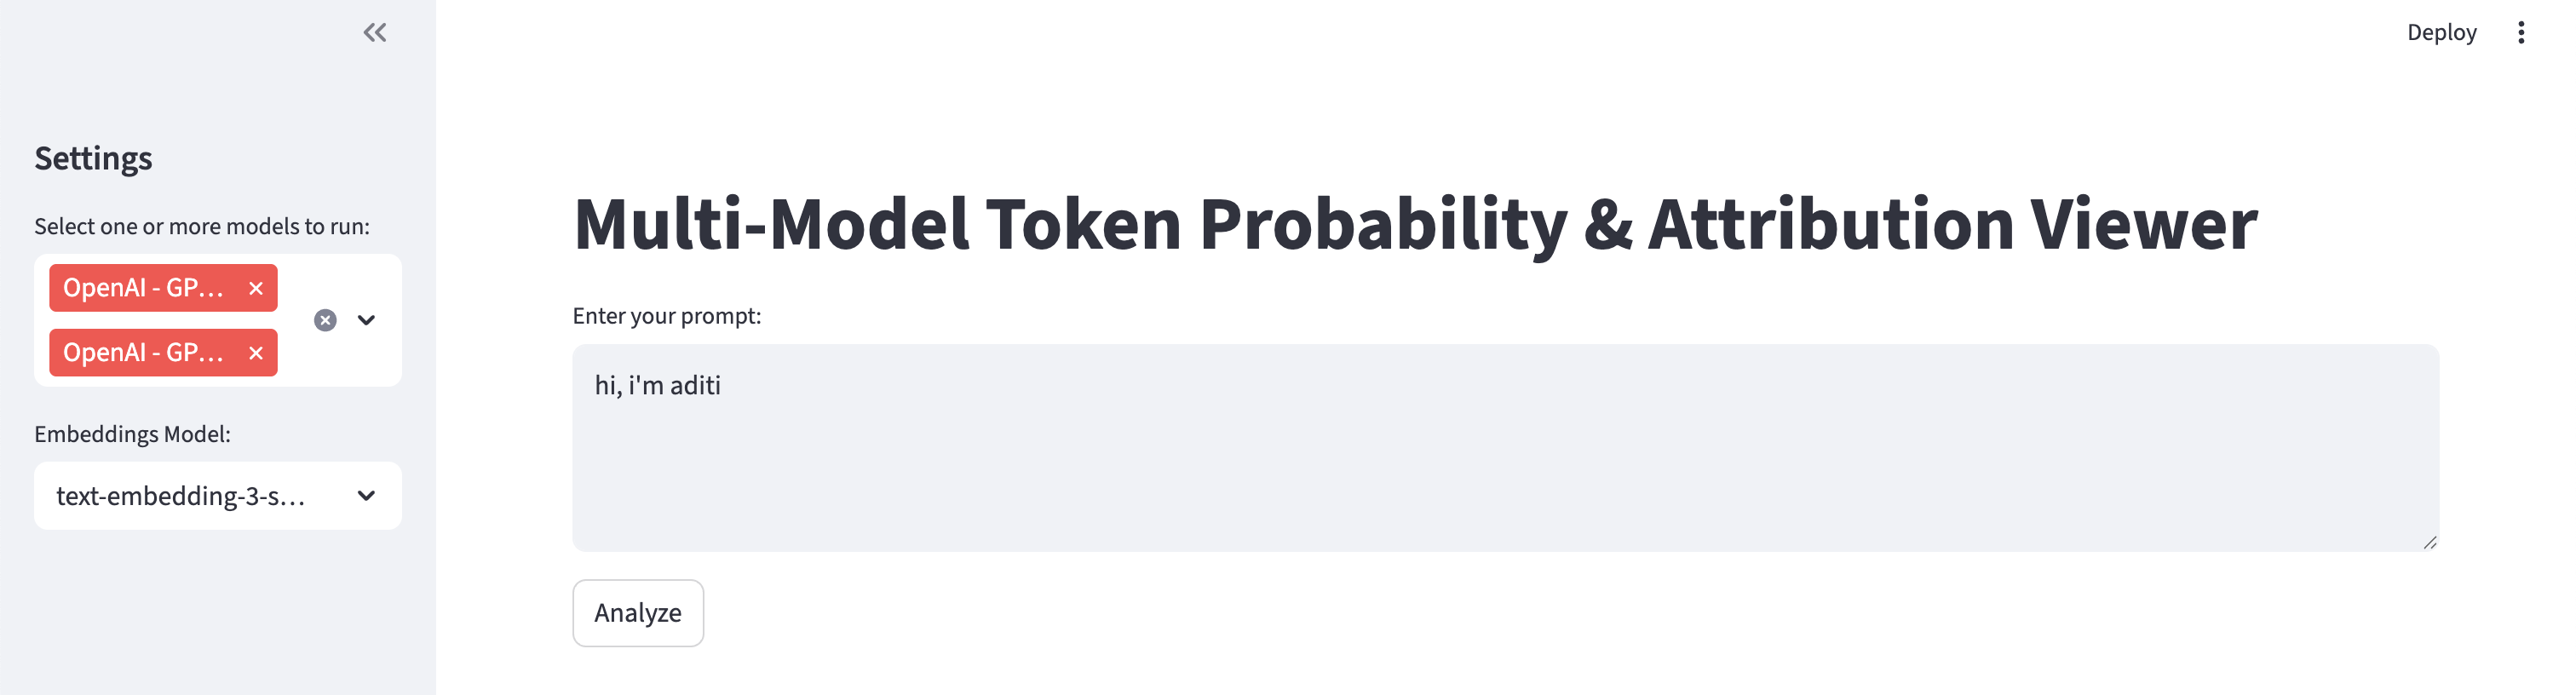 Deploy
Settings
Select one or more models to run:
OpenAI - GP...
OpenAI - GP...
Embeddings Model:
text-embedding-3-s...
Multi-Model Token Probability & Attribution Viewer
Enter your prompt:
hi, i'm aditi
Analyze